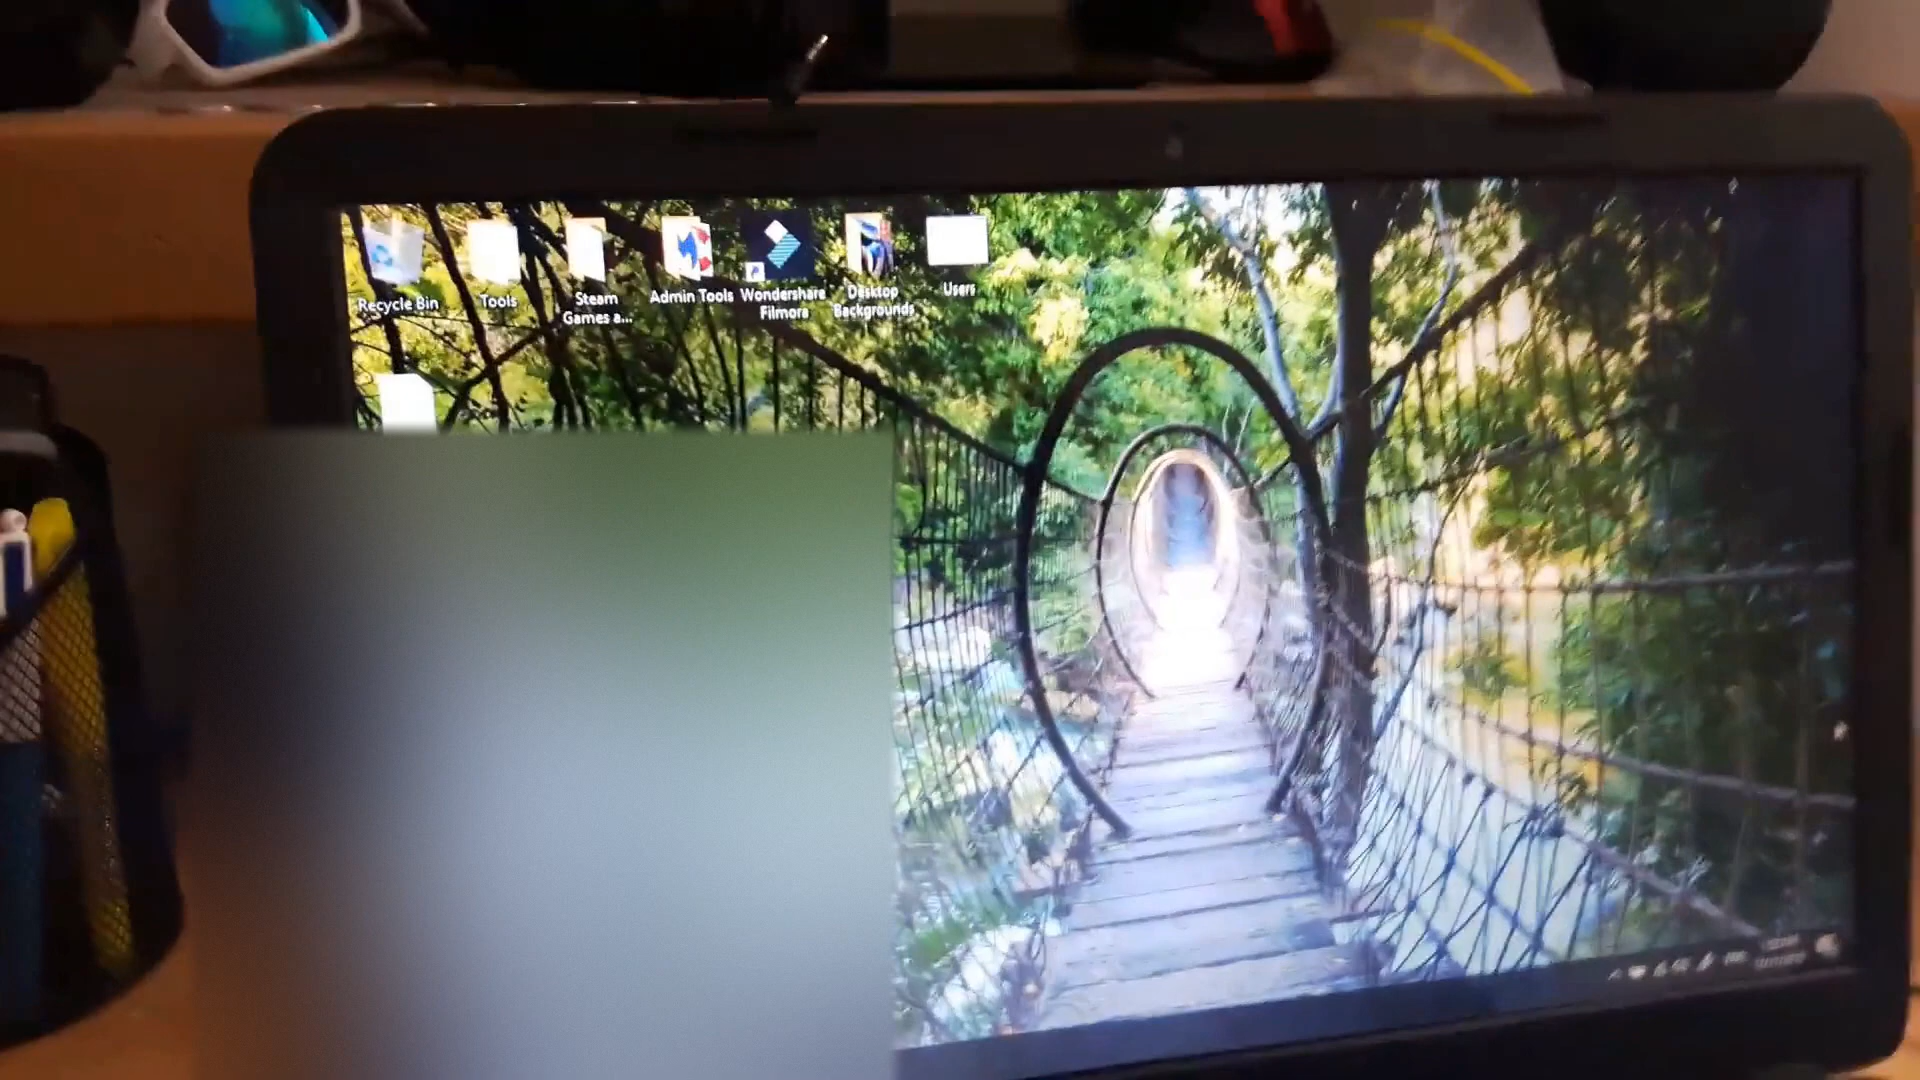 Recycle Bin
Tools
Steam
Games a...
Admin Tools
Wondershare
Filmora
Desktop
Backgrounds
Users